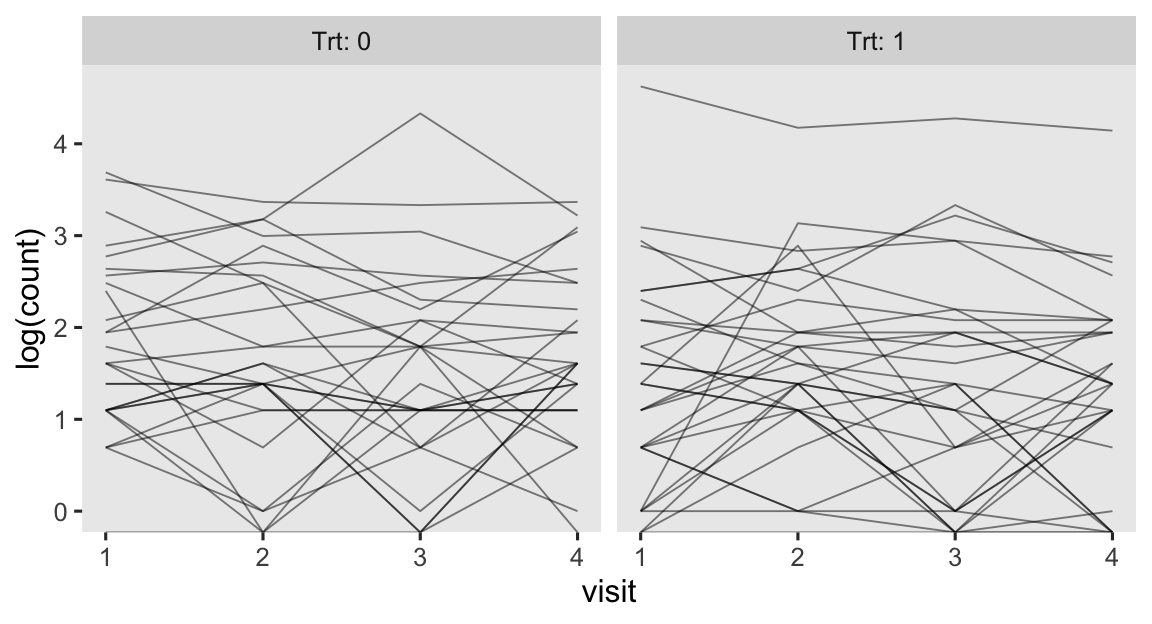 Trt: 0
Trt: 1
log(count)
4
3
2
1
0
1 2 3 4
1 2 3 4
visit